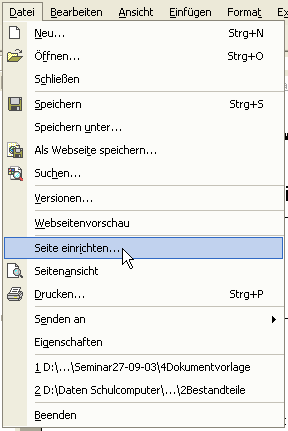 Datei Bearbeiten Ansicht Einfügen Format
Neu... Strg+N
Öffnen... Strg+O
Schließen
Speichern Strg+S
Speichern unter...
Als Webseite speichern...
Suchen...
Versionen...
Webseitenvorschau
Seite einrichten...
Seitenansicht
Drucken... Strg+P
Senden an
Eigenschaften
1 D:\...\Seminar27-09-03\4Dokumentvorlage
2 D:\Daten Schulcomputer\...\2Bestandteile
Beenden